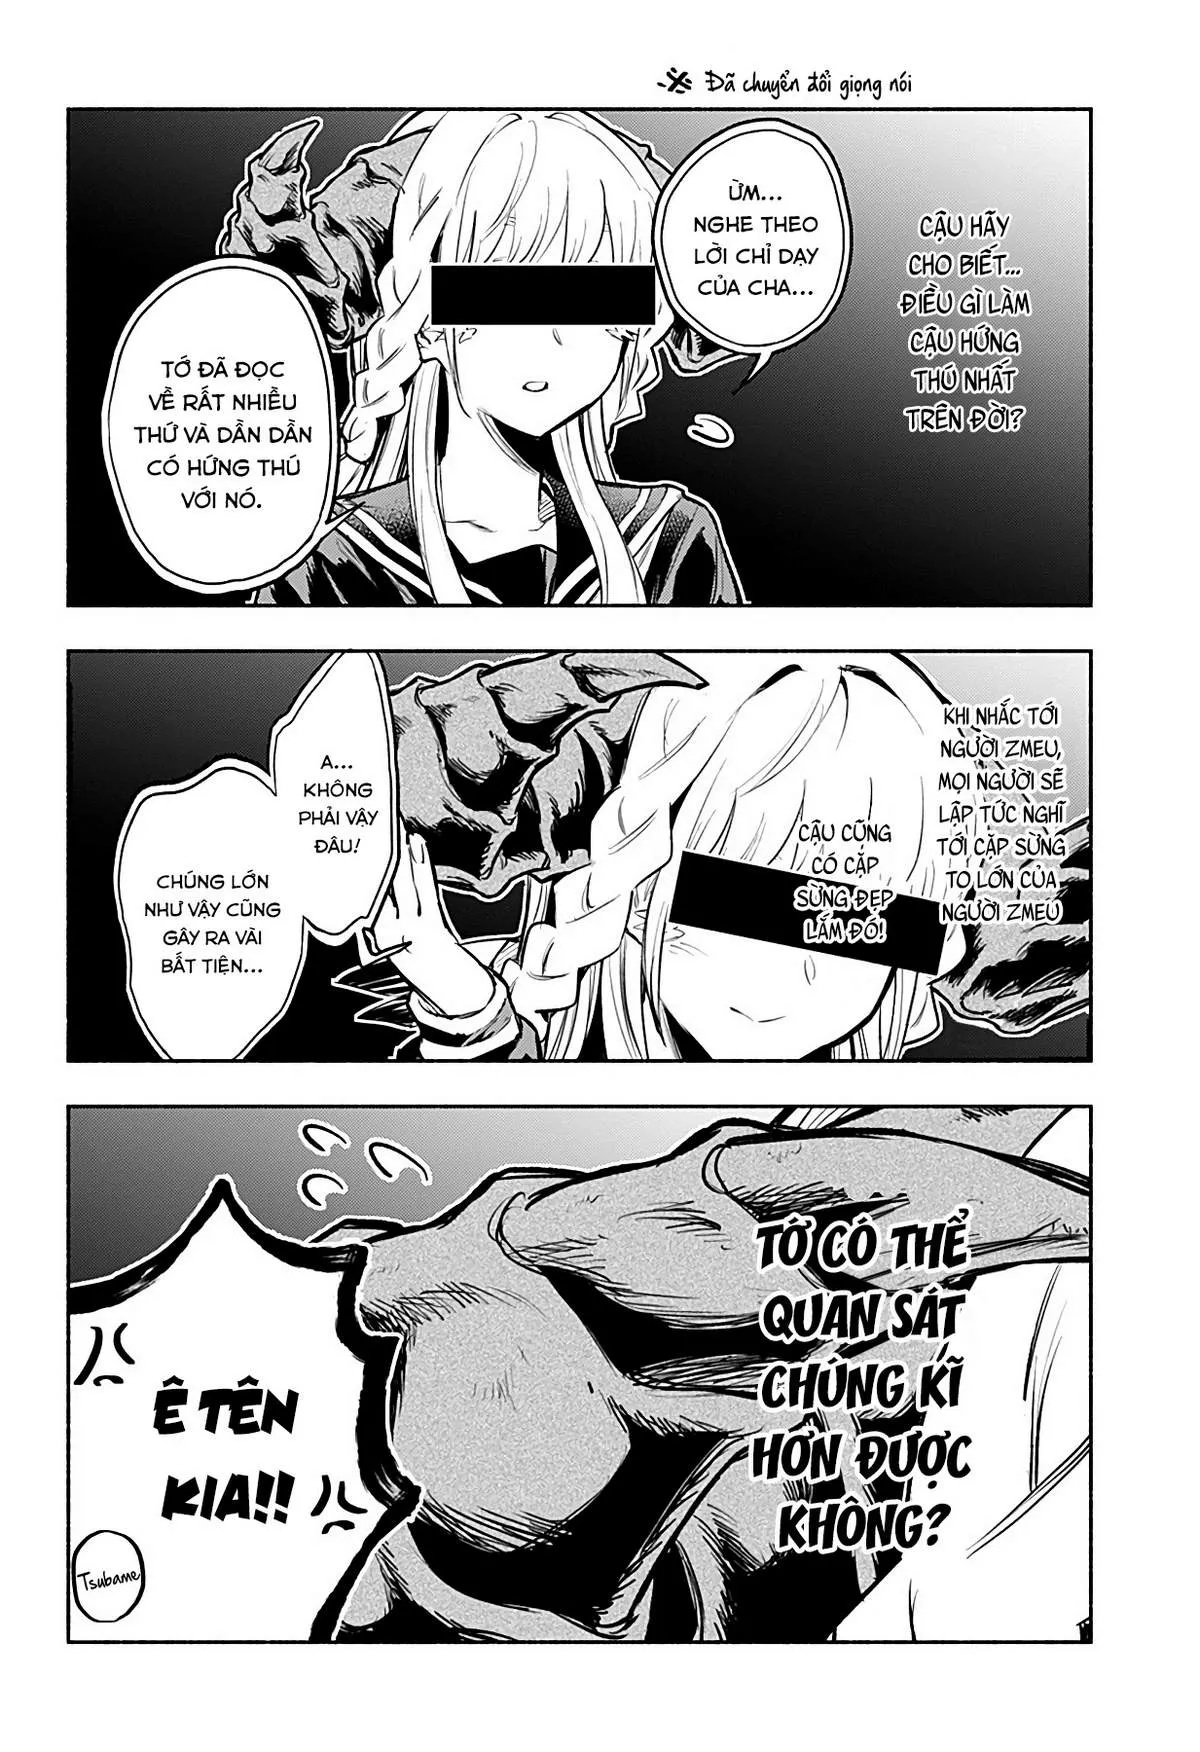 ※ Đã chuyển đổi giọng nói
CẬU HÃY
CHO BIẾT...
ĐIỀU GÌ LÀM
CẬU HỨNG
THÚ NHẤT
TRÊN ĐỜI?
ỪM...
NGHE THEO
LỜI CHỈ DẠY
CỦA CHA...
TỚ ĐÃ ĐỌC
VỀ RẤT NHIỀU
THỨ VÀ DẦN DẦN
CÓ HỨNG THÚ
VỚI NÓ.
KHI NHẮC TỚI
NGƯỜI ZMEU,
MỌI NGƯỜI SẼ
LẬP TỨC NGHĨ
TỚI CẶP SỪNG
TO LỚN CỦA
NGƯỜI ZMEU
CẬU CŨNG
CÓ CẶP
SỪNG ĐẸP
LẮM ĐÓ!
A...
KHÔNG
PHẢI VẬY
ĐÂU!
CHÚNG LỚN
NHƯ VẬY CŨNG
GÂY RA VÀI
BẤT TIỆN...
TỚ CÓ THỂ
QUAN SÁT
CHÚNG KĨ
HƠN ĐƯỢC
KHÔNG?
Ê TÊN
KIA!!
Tsubame